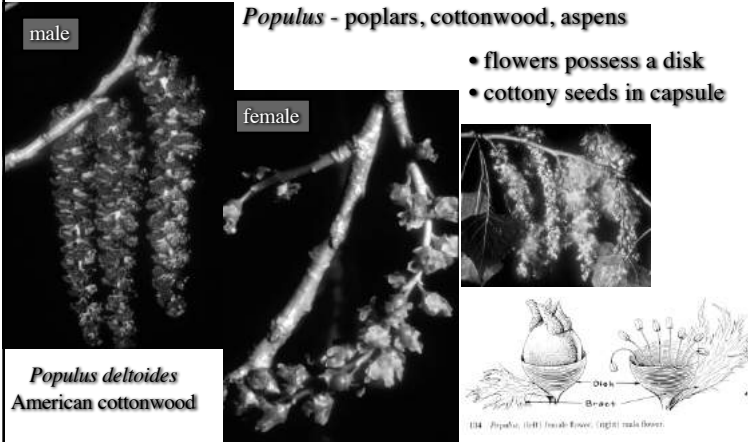 Populus - poplars, cottonwood, aspens
male
• flowers possess a disk
• cottony seeds in capsule
female
Populus deltoides
American cottonwood
Disk
Bract
134 Populus, (left) female flower, (right) male flower.